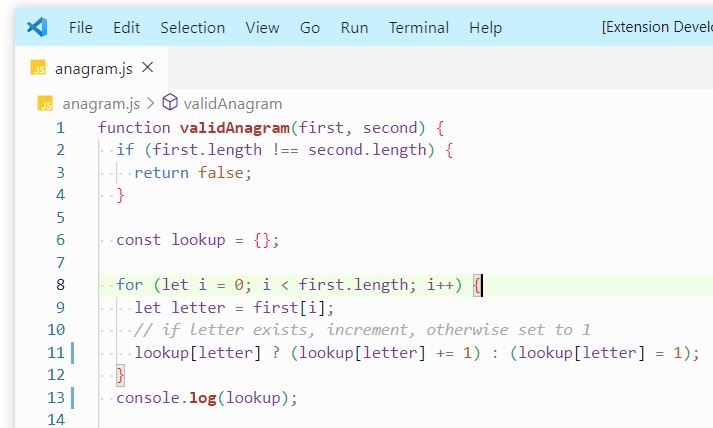 File Edit Selection View Go Run Terminal Help [Extension Develo
JS anagram.js
JS anagram.js > validAnagram
1 function validAnagram(first, second) {
2 if (first.length !== second.length) {
3 return false;
4 }
5
6 const lookup = {};
7
8 for (let i = 0; i < first.length; i++) {
9 let letter = first[i];
10 // if letter exists, increment, otherwise set to 1
11 lookup[letter] ? (lookup[letter] += 1) : (lookup[letter] = 1);
12 }
13 console.log(lookup);
14